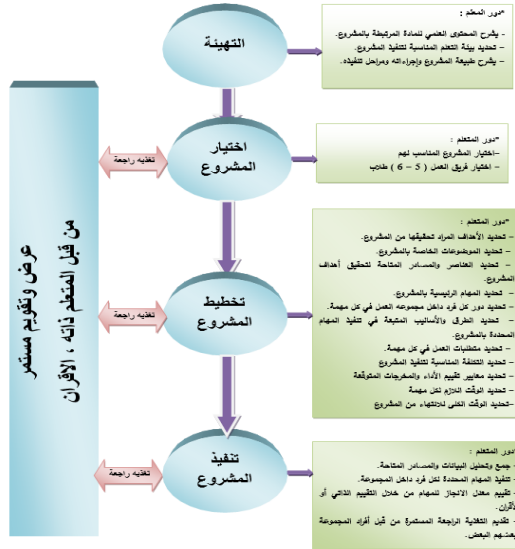 التهيئة
"دور المعلم :
- يشرح المحتوى العلمي للمادة المرتبطة بالمشروع.
- تحديد بيئة التعلم المناسبة لتنفيذ المشروع.
- يشرح طبيعة المشروع وإجراءاته ومراحل تنفيذه.
اختيار
المشروع
"دور المتعلم :
-اختيار المشروع المناسب لهم
- اختيار فريق العمل ( 5 – 6 ) طلاب
تغذيه راجعة
"دور المتعلم :
- تحديد الأهداف المراد تحقيقها من المشروع.
- تحديد الموضوعات الخاصة بالمشروع.
- تحديد العناصر والمصادر المتاحة لتحقيق أهداف
المشروع.
- تحديد المهام الرئيسية بالمشروع.
- تحديد دور كل فرد داخل مجموعه العمل في كل مهمة.
- تحديد الطرق والأساليب المتبعة في تنفيذ المهام
المحددة بالمشروع.
- تحديد متطلبات العمل في كل مهمة.
- تحديد التكلفة المناسبة لتنفيذ المشروع
- تحديد معايير تقييم الأداء والمخرجات المتوقعة
- تحديد الوقت اللازم لكل مهمة
-تحديد الوقت الكلى للانتهاء من المشروع
تخطيط
المشروع
تغذيه راجعة
تنفيذ
المشروع
تغذيه راجعة
"دور المتعلم :
- جمع وتحليل البيانات والمصادر المتاحة.
- تنفيذ المهام المحددة لكل فرد داخل المجموعة.
- تقييم معدل الانجاز للمهام من خلال التقييم الذاتي أو
الأقران.
- تقديم التغذية الراجعة المستمرة من قبل أفراد المجموعة
بعضهم البعض.
عرض وتقويم مستمر
من قبل المتعلم ذاته ، الاقران